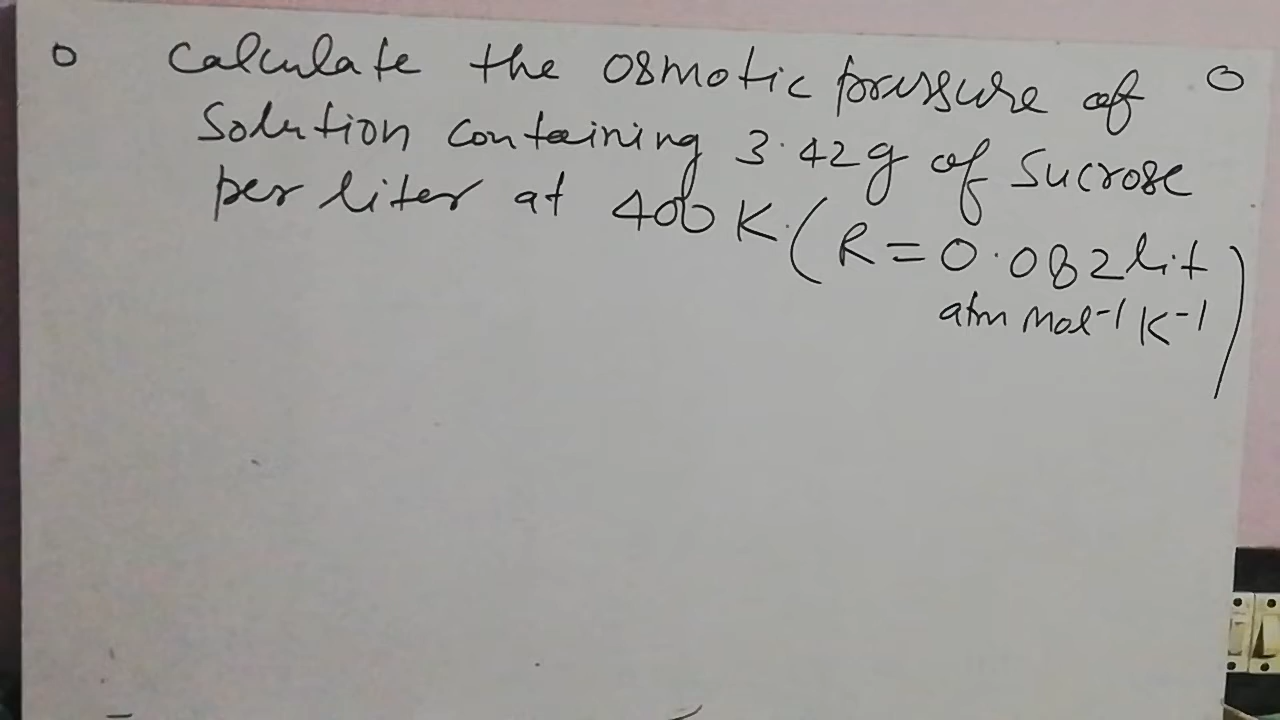 Calculate the osmotic pressure of
Solution containing 3.42g of Sucrose
per liter at 400 K. (R = 0.082 lit
atm mol⁻¹ K⁻¹)